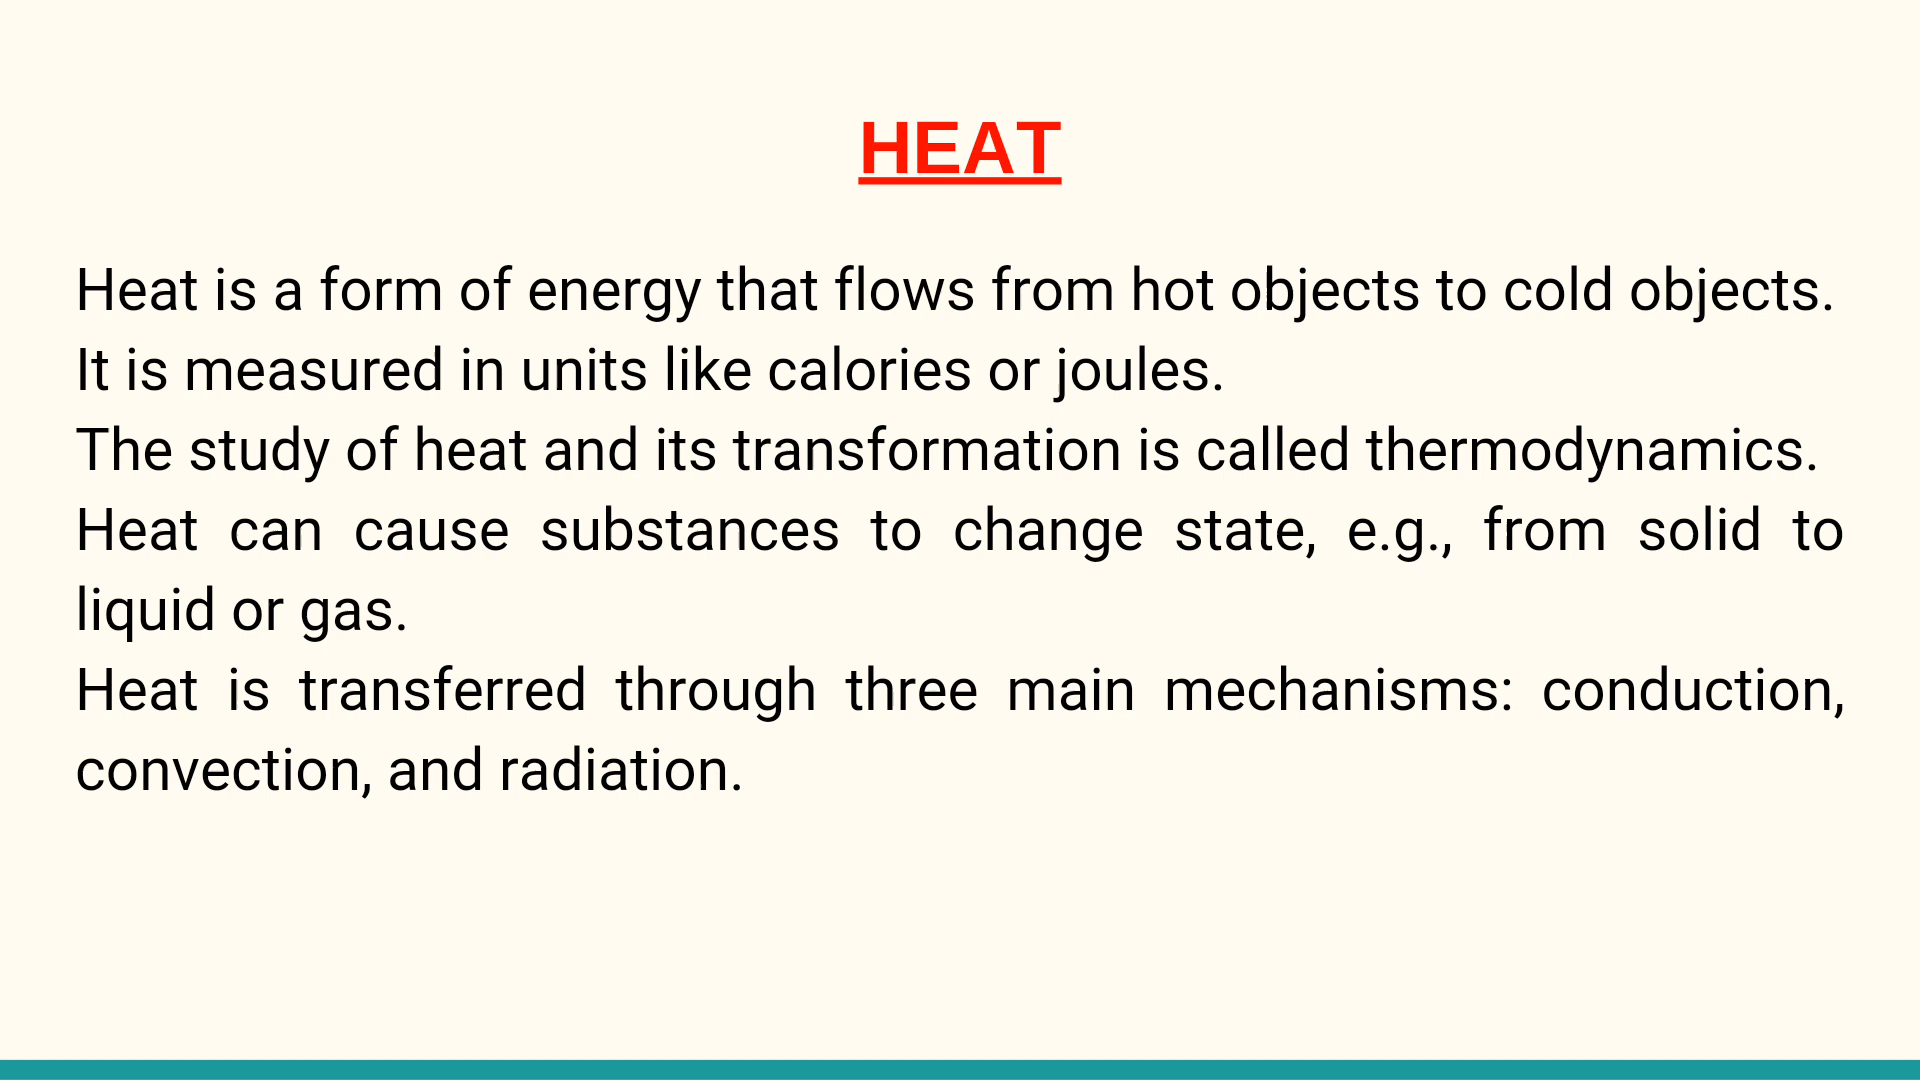 HEAT
Heat is a form of energy that flows from hot objects to cold objects.
It is measured in units like calories or joules.
The study of heat and its transformation is called thermodynamics.
Heat can cause substances to change state, e.g., from solid to
liquid or gas.
Heat is transferred through three main mechanisms: conduction,
convection, and radiation.